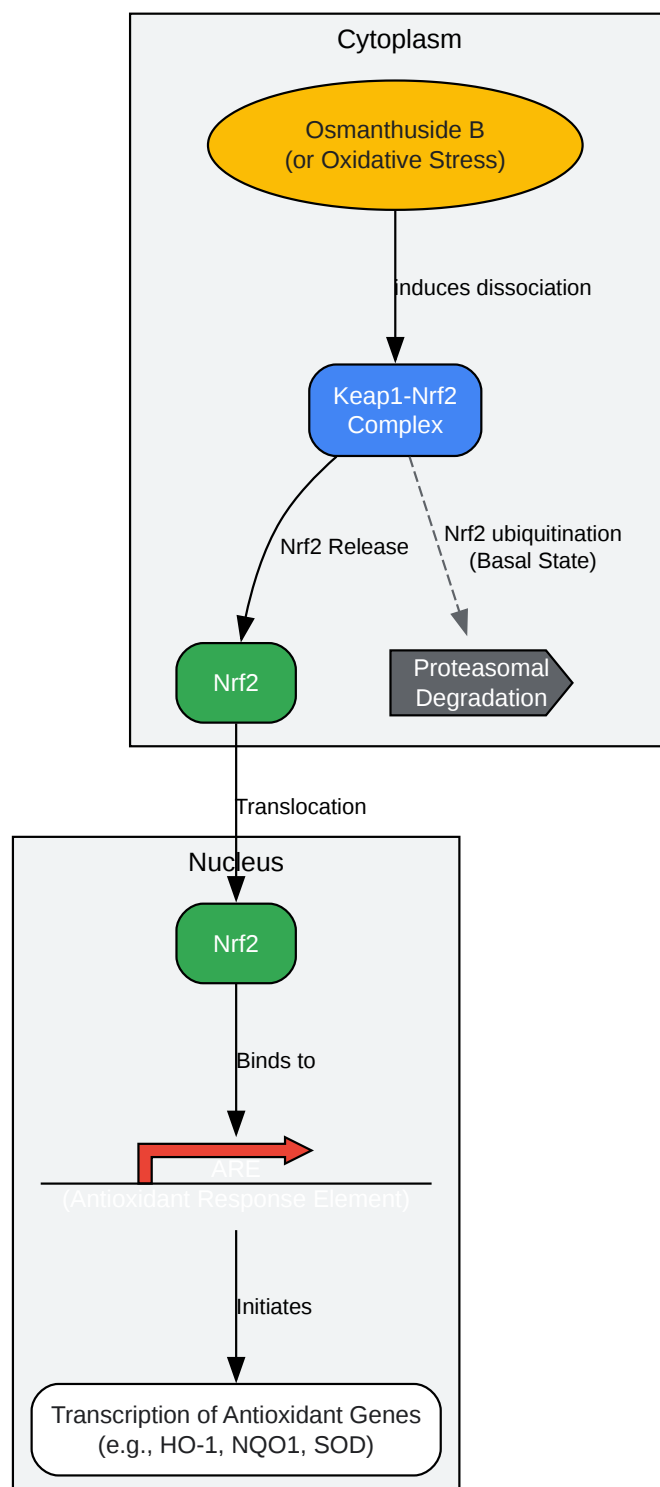 Cytoplasm
Osmanthuside B
(or Oxidative Stress)
induces dissociation
Keap1-Nrf2
Complex
Nrf2 Release
Nrf2 ubiquitination
(Basal State)
Nrf2
Proteasomal
Degradation
Translocation
Nucleus
Nrf2
Binds to
ARE
(Antioxidant Response Element)
Initiates
Transcription of Antioxidant Genes
(e.g., HO-1, NQO1, SOD)